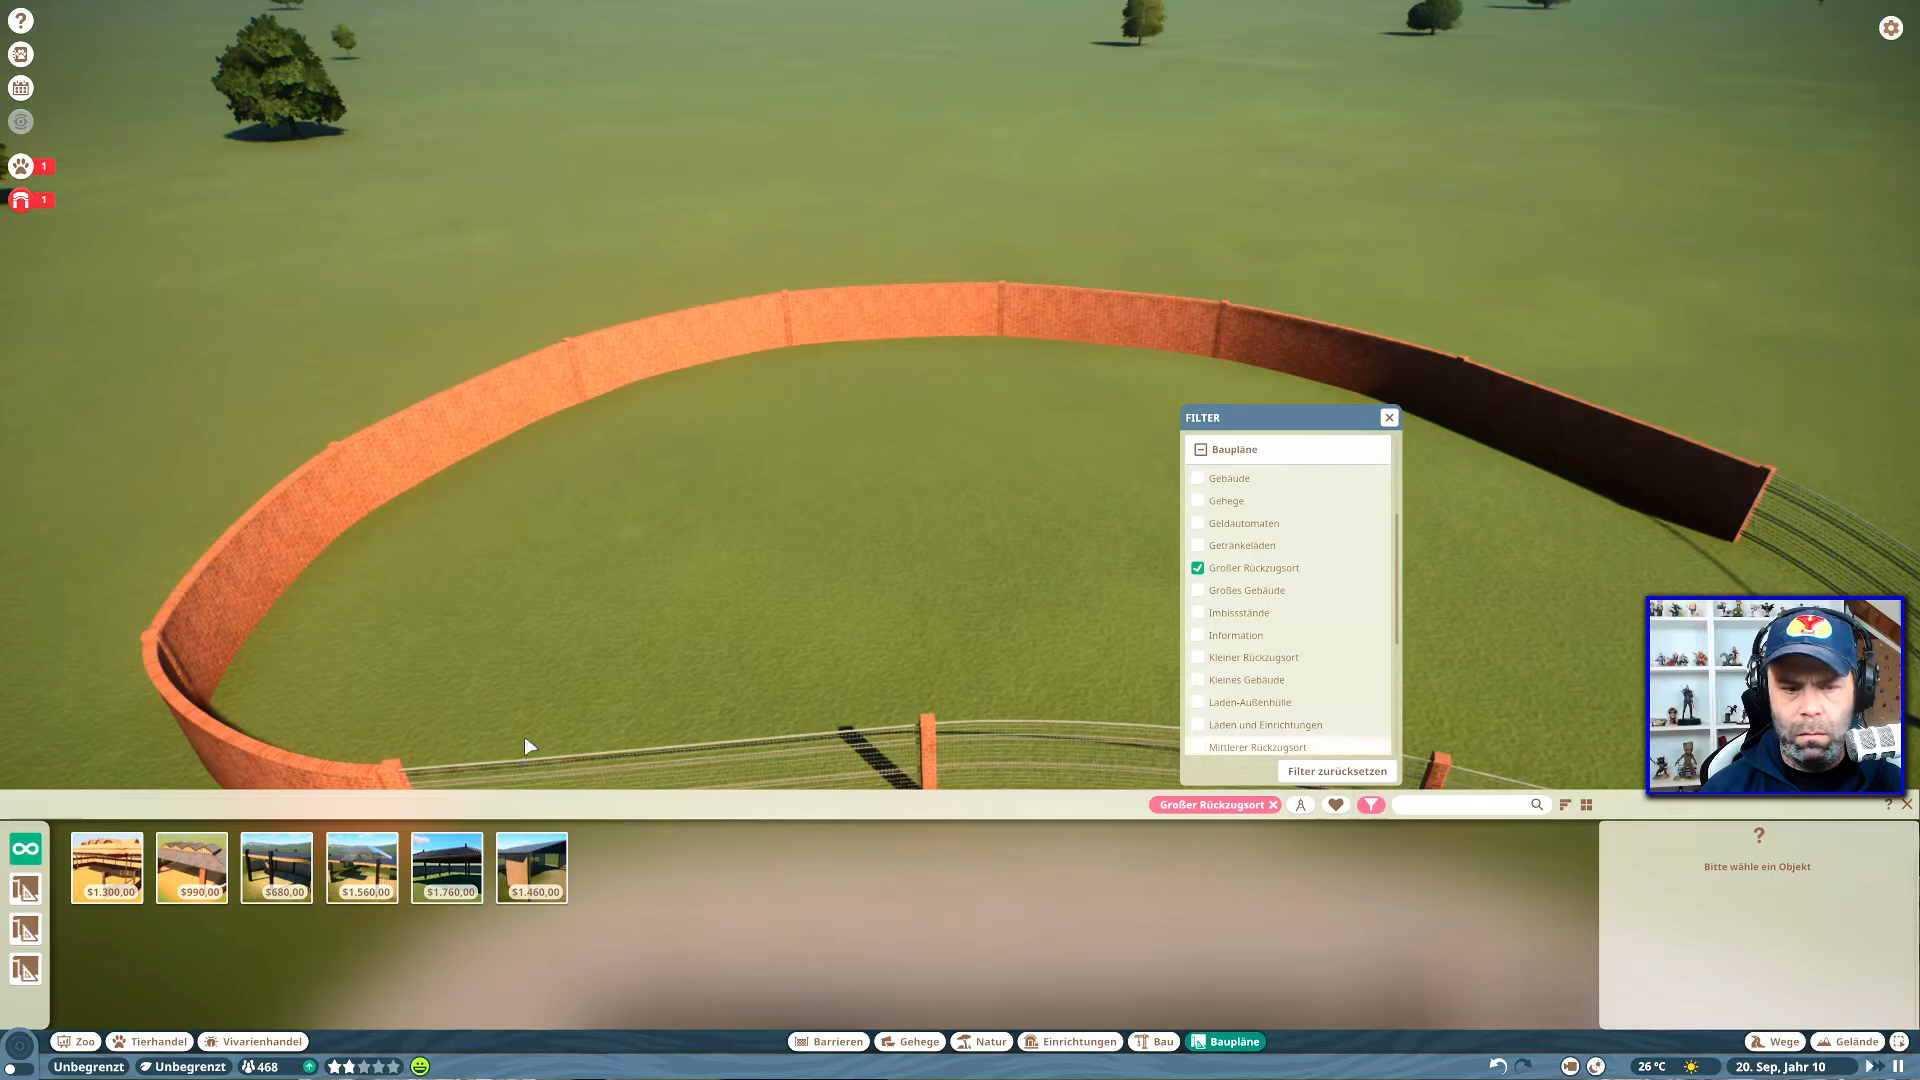 ?
1
1
FILTER
Baupläne
Gebäude
Gehege
Geldautomaten
Getränkeläden
Großer Rückzugsort
Großes Gebäude
Imbissstände
Information
Kleiner Rückzugsort
Kleines Gebäude
Laden-Außenhülle
Läden und Einrichtungen
Mittlerer Rückzugsort
Filter zurücksetzen
Großer Rückzugsort
?
$1.300,00
$990,00
$680,00
$1.560,00
$1.760,00
$1.460,00
?
Bitte wähle ein Objekt
Zoo
Tierhandel
Vivarienhandel
Barrieren
Gehege
Natur
Einrichtungen
Bau
Baupläne
Wege
Gelände
Unbegrenzt
Unbegrenzt
468
26 °C
20. Sep, Jahr 10